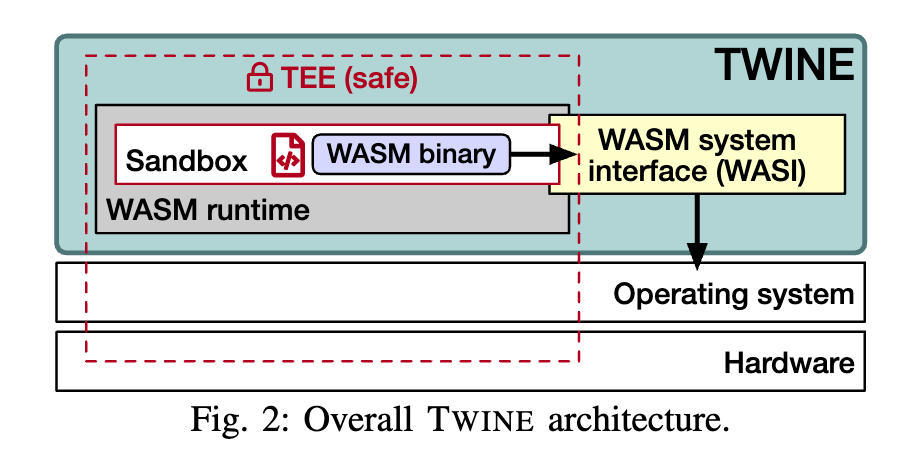 TWINE
TEE (safe)
Sandbox
</>
WASM binary
WASM system
interface (WASI)
WASM runtime
Operating system
Hardware
Fig. 2: Overall TWINE architecture.